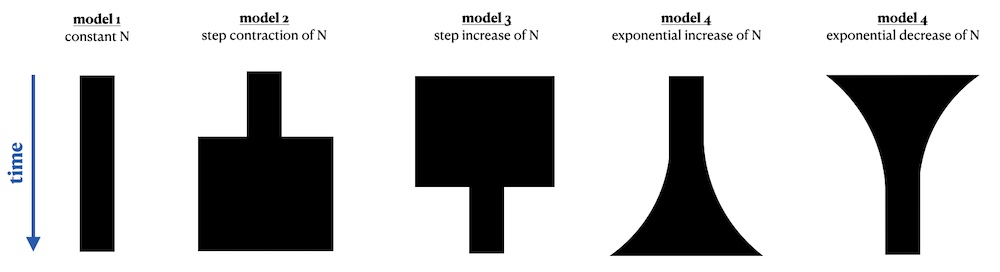 model 1
constant N
model 2
step contraction of N
model 3
step increase of N
model 4
exponential increase of N
model 4
exponential decrease of N
time